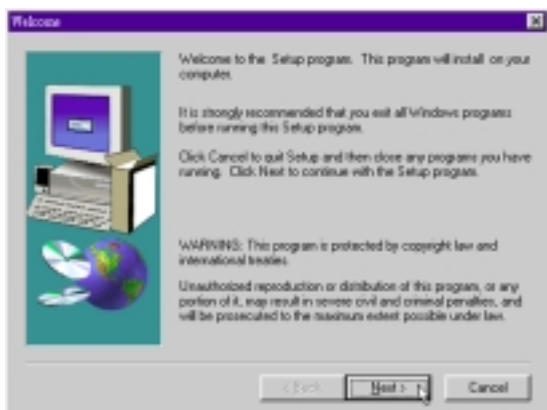 Welcome
Welcome to the Setup program. This program will install on your
computer.
It is strongly recommended that you exit all Windows programs
before running this Setup program.
Click Cancel to quit Setup and then close any programs you have
running. Click Next to continue with the Setup program.
WARNING: This program is protected by copyright law and
international treaties.
Unauthorized reproduction or distribution of this program, or any
portion of it, may result in severe civil and criminal penalties, and
will be prosecuted to the maximum extent possible under law.
< Back
Next >
Cancel